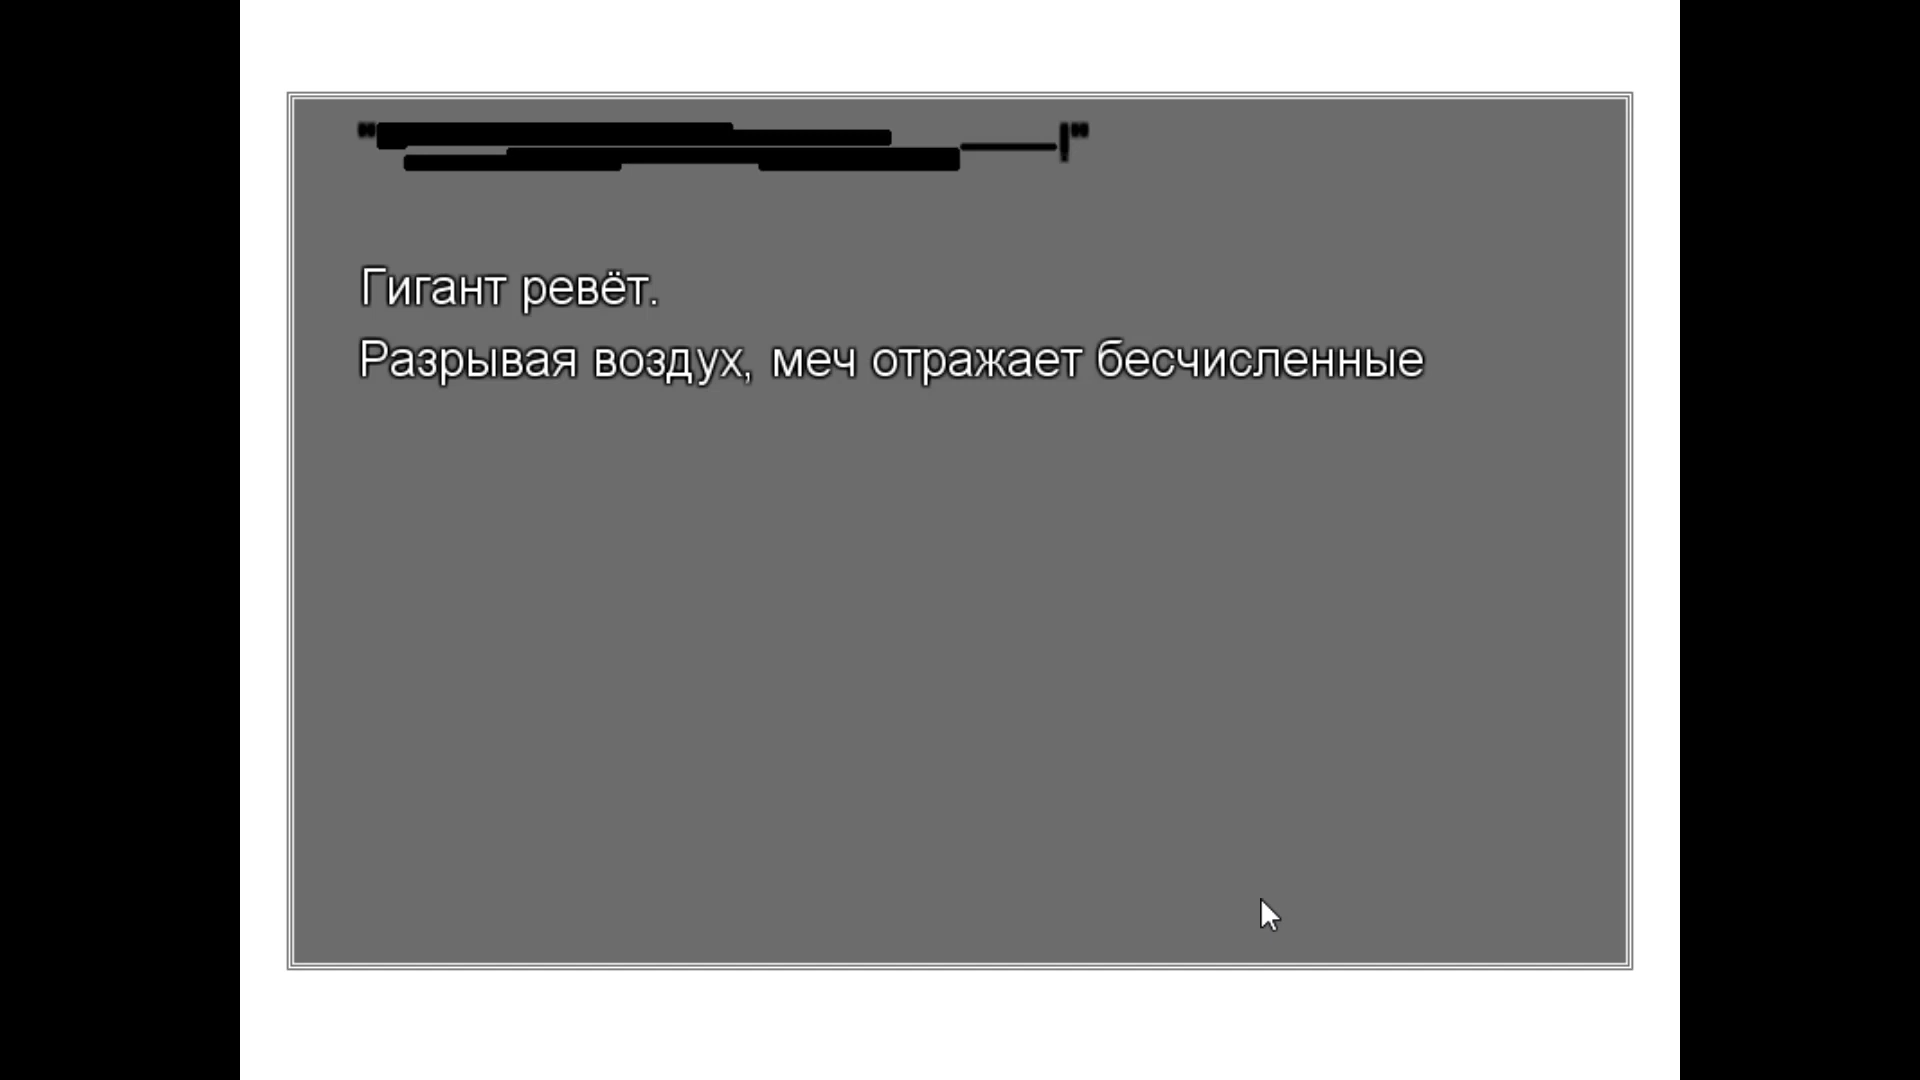 Гигант ревёт.
Разрывая воздух, меч отражает бесчисленные